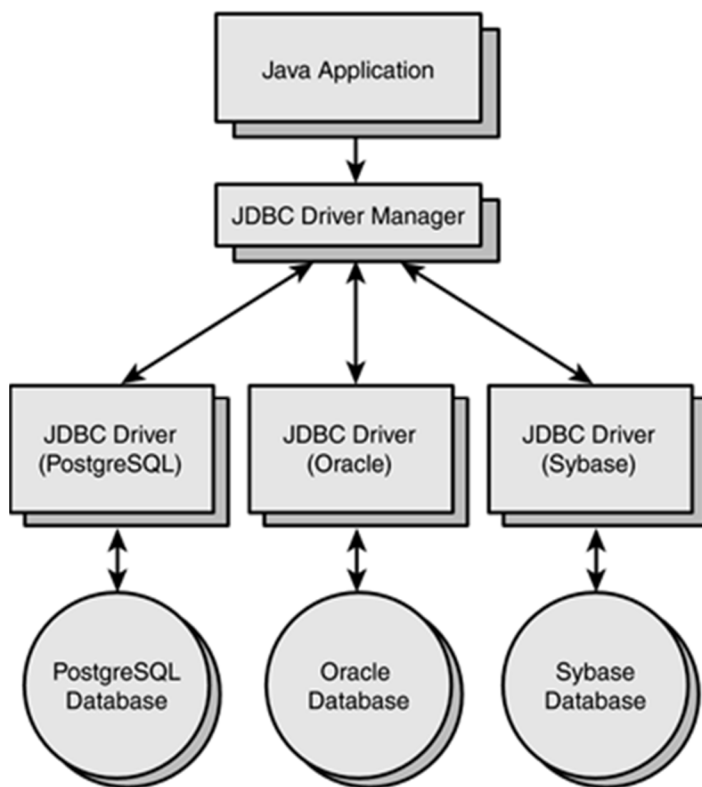 Java Application
JDBC Driver Manager
JDBC Driver
(PostgreSQL)
JDBC Driver
(Oracle)
JDBC Driver
(Sybase)
PostgreSQL
Database
Oracle
Database
Sybase
Database